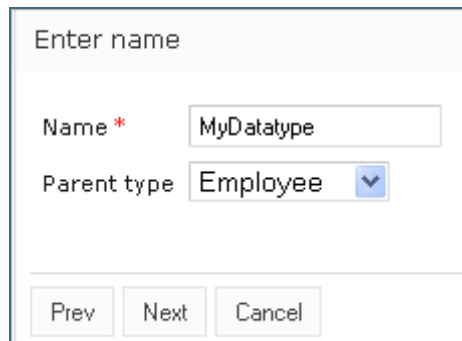 Enter name
Name * MyDatatype
Parent type Employee
Prev Next Cancel